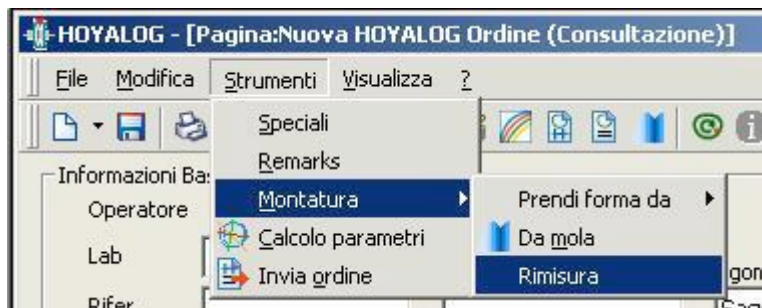 HOYALOG - [Pagina:Nuova HOYALOG Ordine (Consultazione)]
File Modifica Strumenti Visualizza ?
Speciali
Remarks
Informazioni
Montatura Prendi forma da
Operatore
Calcolo parametri Da mola
Lab
Invia ordine Rimisura
Rifer